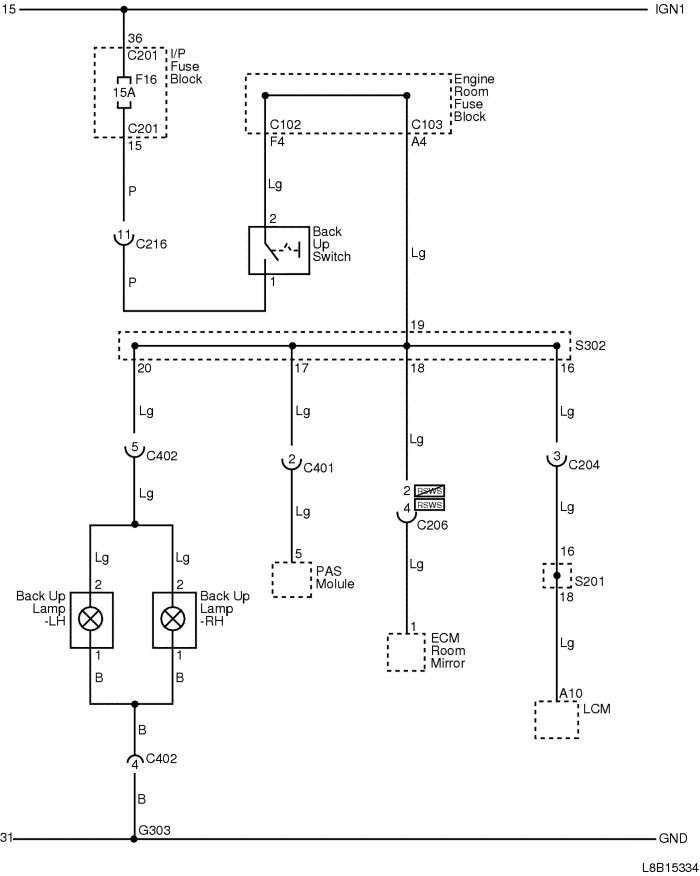 15
IGN1
36
C201
I/P
Fuse
Block
F16
15A
C201
15
Engine
Room
Fuse
Block
C102
C103
F4
A4
P
Lg
11
C216
2
Back
Up
Switch
Lg
P
1
19
S302
20
17
18
16
Lg
Lg
Lg
Lg
5
C402
2
C401
3
C204
2
RSWS
4
RSWS
C206
Lg
Lg
Lg
Lg
Lg
Lg
16
5
PAS
Molule
S201
18
Back Up
Lamp
-LH
2
2
Back Up
Lamp
-RH
1
ECM
Room
Mirror
Lg
1
1
B
B
A10
LCM
B
4
C402
B
G303
31
GND
L8B15334